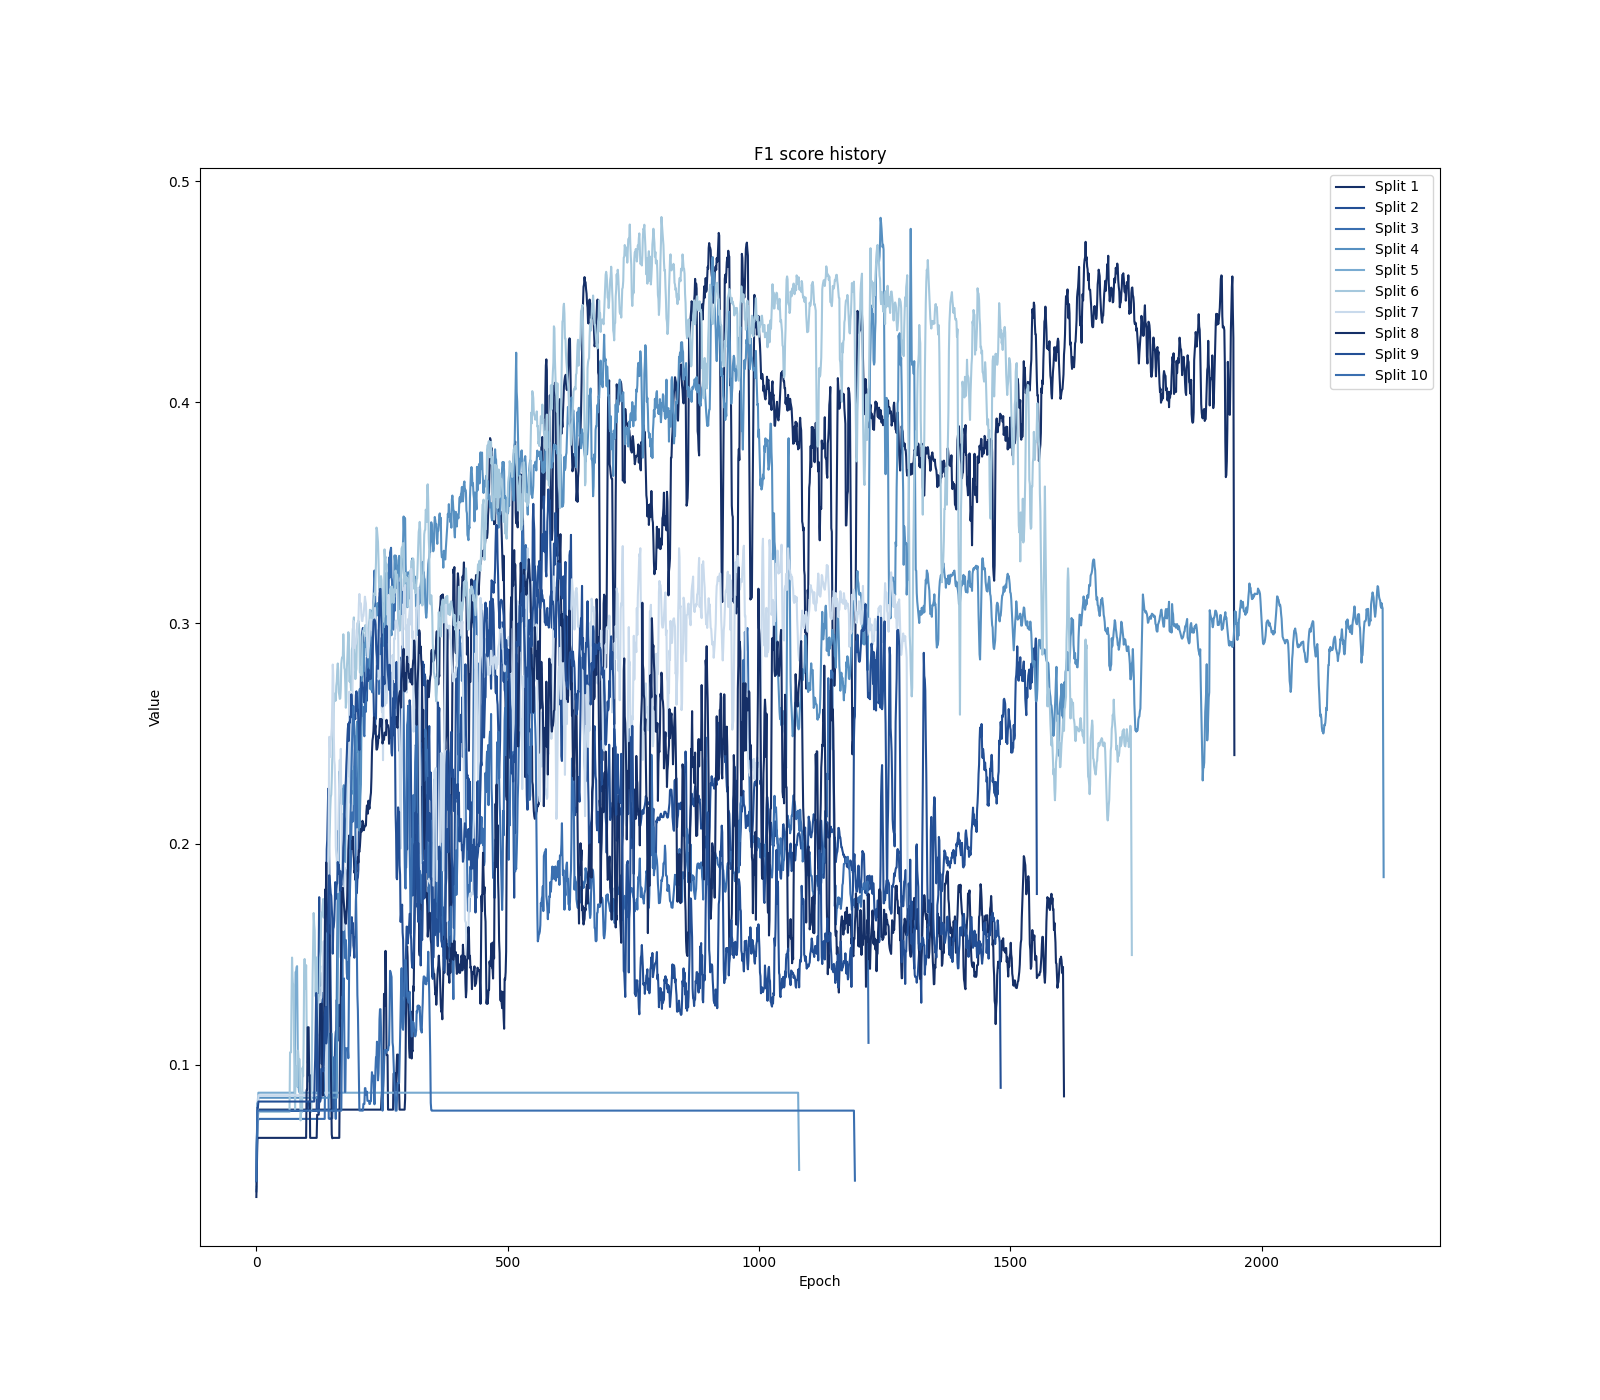 F1 score history
0.5
0.4
0.3
0.2
0.1
Value
0
500
1000
1500
2000
Epoch
Split 1
Split 2
Split 3
Split 4
Split 5
Split 6
Split 7
Split 8
Split 9
Split 10